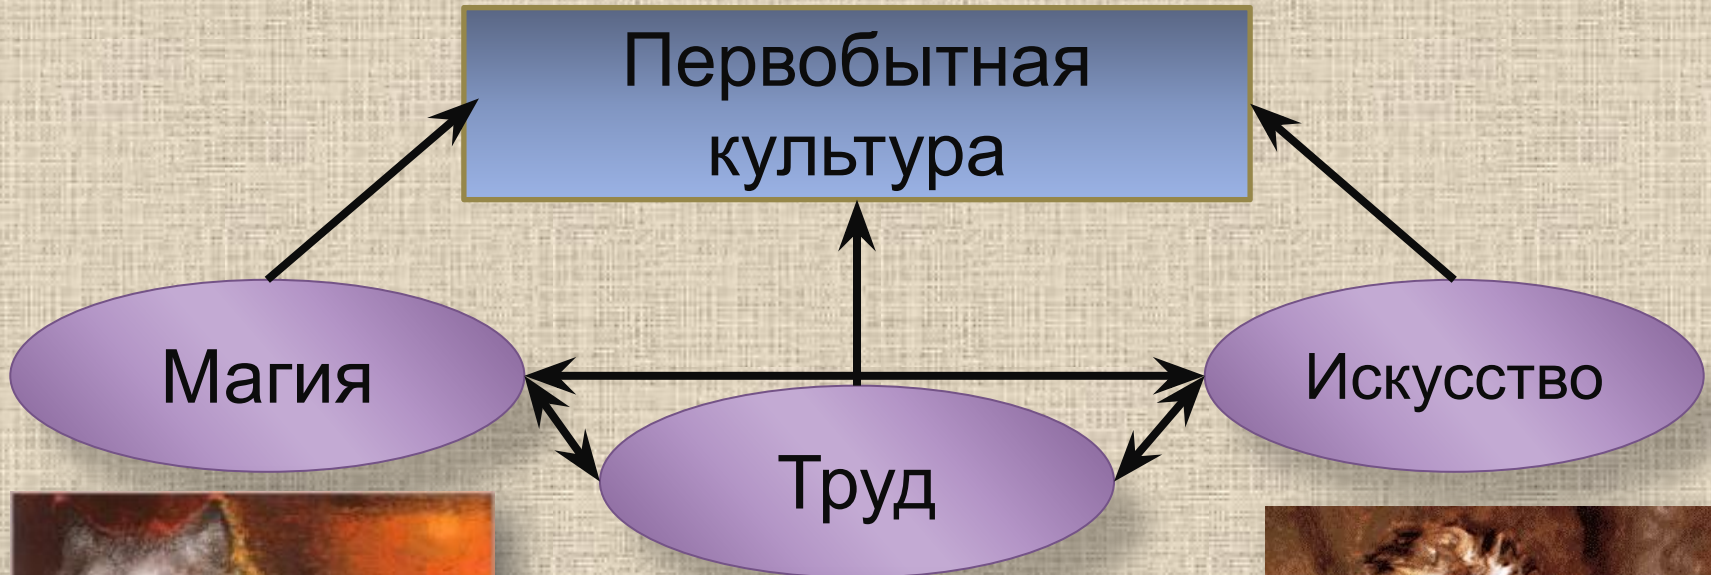 Первобытная
культура
Магия
Искусство
Труд